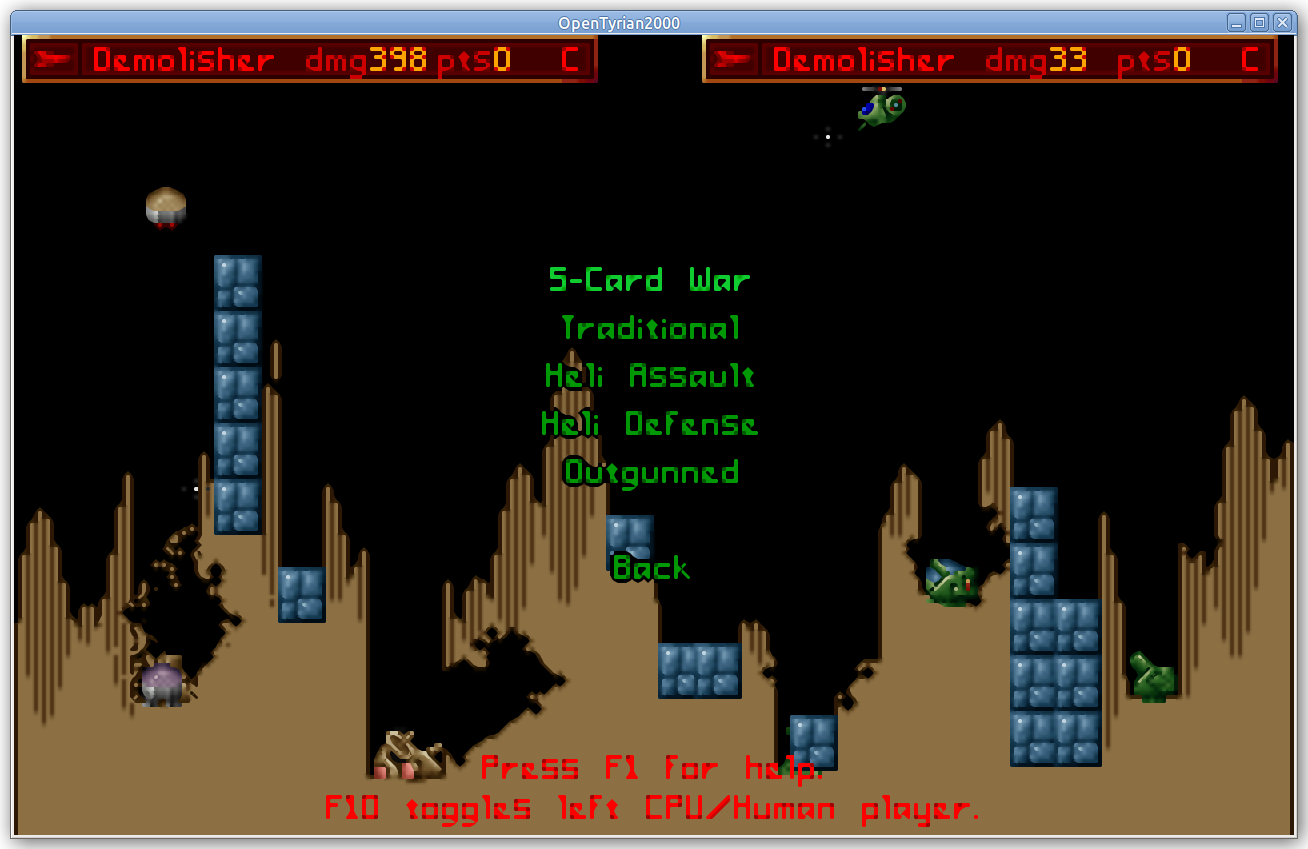 OpenTyrian2000
Demolisher dmg398 pts0 C
Demolisher dmg33 pts0 C
5-Card War
Traditional
Heli Assault
Heli Defense
Outgunned
Back
Press F1 for help.
F10 toggles left CPU/Human player.